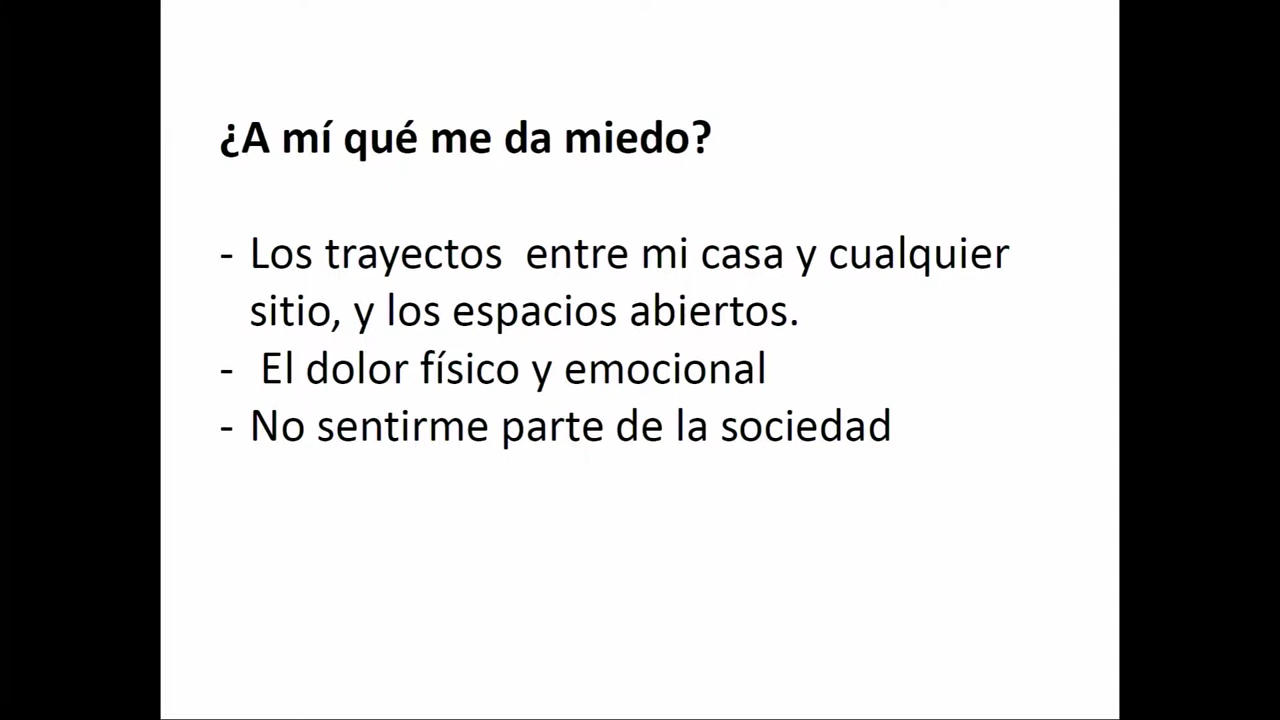 ¿A mí qué me da miedo?
- Los trayectos  entre mi casa y cualquier
sitio, y los espacios abiertos.
-  El dolor físico y emocional
- No sentirme parte de la sociedad